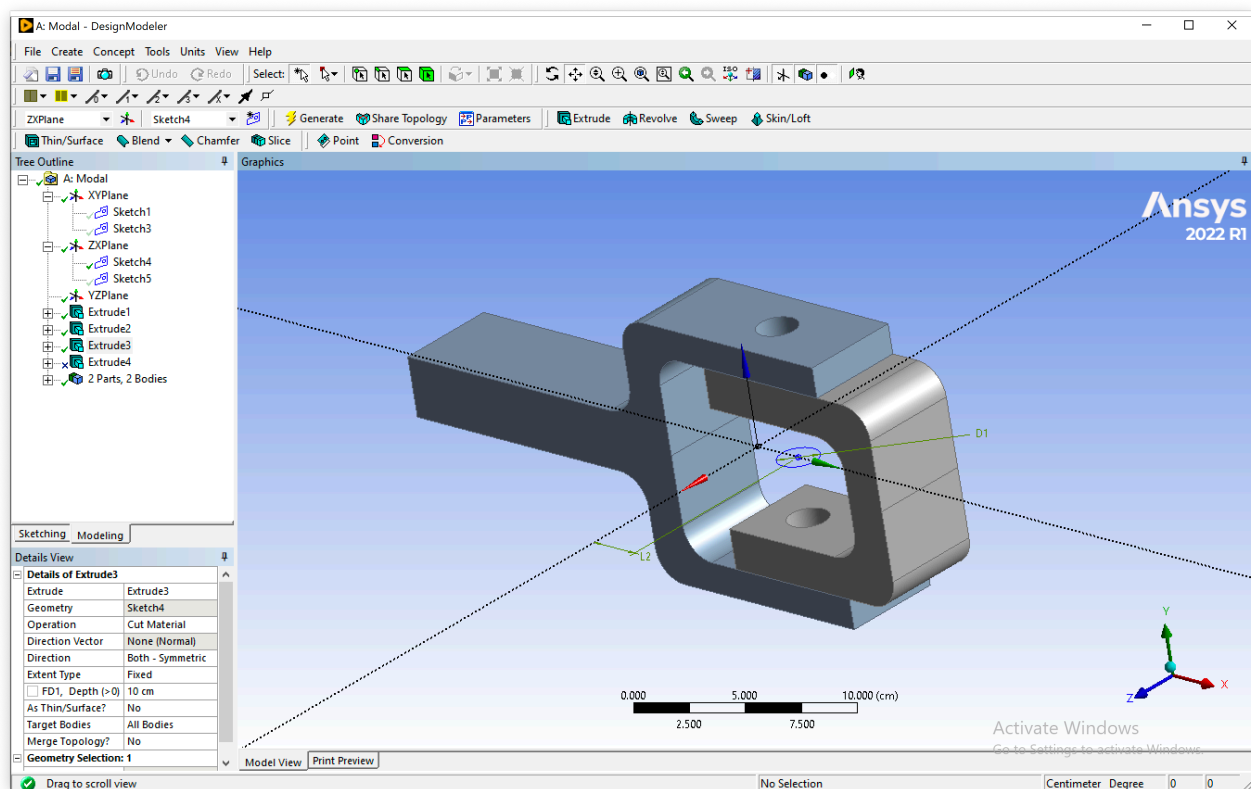 A: Modal - DesignModeler
File Create Concept Tools Units View Help
Undo Redo Select: ISO
ZXPlane Sketch4 Generate Share Topology Parameters Extrude Revolve Sweep Skin/Loft
Thin/Surface Blend Chamfer Slice Point Conversion
Tree Outline
A: Modal
XYPlane
Sketch1
Sketch3
ZXPlane
Sketch4
Sketch5
YZPlane
Extrude1
Extrude2
Extrude3
Extrude4
2 Parts, 2 Bodies
Sketching Modeling
Details View
Details of Extrude3
Extrude Extrude3
Geometry Sketch4
Operation Cut Material
Direction Vector None (Normal)
Direction Both - Symmetric
Extent Type Fixed
FD1, Depth (>0) 10 cm
As Thin/Surface? No
Target Bodies All Bodies
Merge Topology? No
Geometry Selection: 1
Graphics
Ansys
2022 R1
D1
L2
0.000 5.000 10.000 (cm)
2.500 7.500
Y
X
Z
Activate Windows
Go to Settings to activate Windows.
Model View Print Preview
Drag to scroll view No Selection Centimeter Degree 0 0